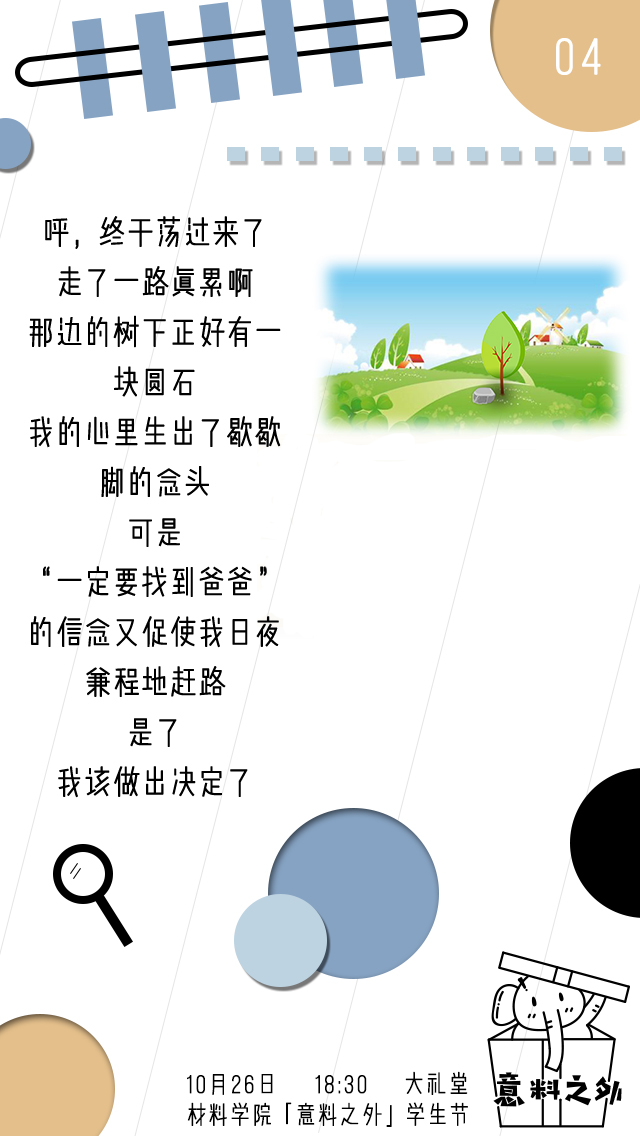 04
呼，终于荡过来了
走了一路真累啊
那边的树下正好有一
块圆石
我的心里生出了歇歇
脚的念头
可是
“一定要找到爸爸”
的信念又促使我日夜
兼程地赶路
是了
我该做出决定了
10月26日 18:30 大礼堂
材料学院「意料之外」学生节
意料之外